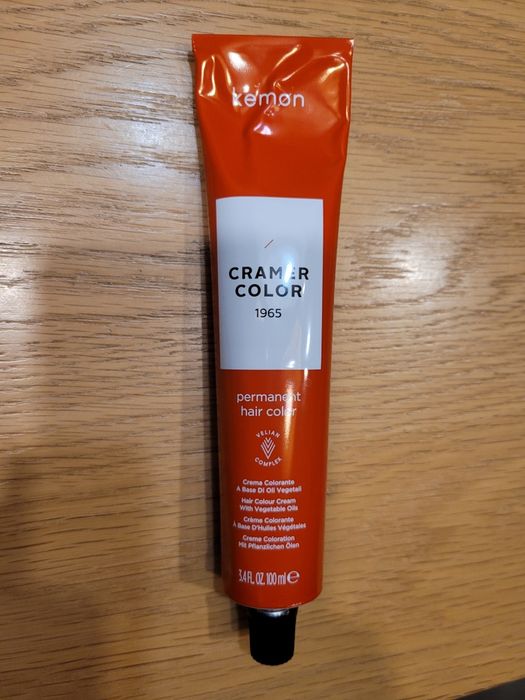 kemon
CRAMER
COLOR
1965
permanent
hair color
VELIAN
COMPLEX
Crema Colorante
A Base Di Oli Vegetali
Hair Colour Cream
With Vegetable Oils
Crème Colorante
À Base D'Huiles Végétales
Creme Coloration
Mit Pflanzlichen Ölen
3.4 FL. OZ. 100 ml e